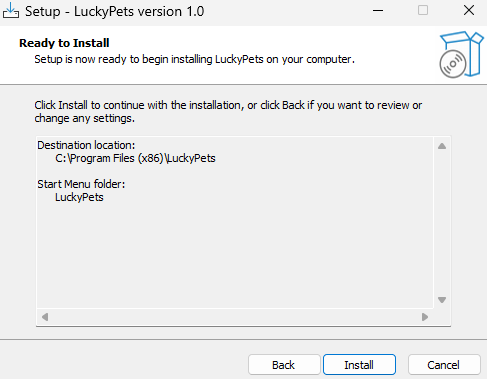 Setup - LuckyPets version 1.0
Ready to Install
Setup is now ready to begin installing LuckyPets on your computer.
Click Install to continue with the installation, or click Back if you want to review or
change any settings.
Destination location:
C:\Program Files (x86)\LuckyPets
Start Menu folder:
LuckyPets
Back
Install
Cancel